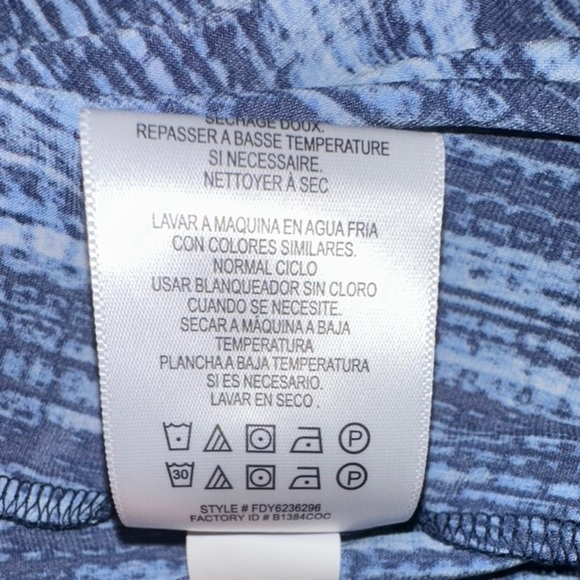 SECHAGE DOUX.
REPASSER A BASSE TEMPERATURE
SI NECESSAIRE.
NETTOYER À SEC
LAVAR A MAQUINA EN AGUA FRIA
CON COLORES SIMILARES.
NORMAL CICLO
USAR BLANQUEADOR SIN CLORO
CUANDO SE NECESITE.
SECAR A MÁQUINA A BAJA
TEMPERATURA
PLANCHA A BAJA TEMPERATURA
SI ES NECESARIO.
LAVAR EN SECO .
P
30 P
STYLE # FDY6236296
FACTORY ID # B1384COC